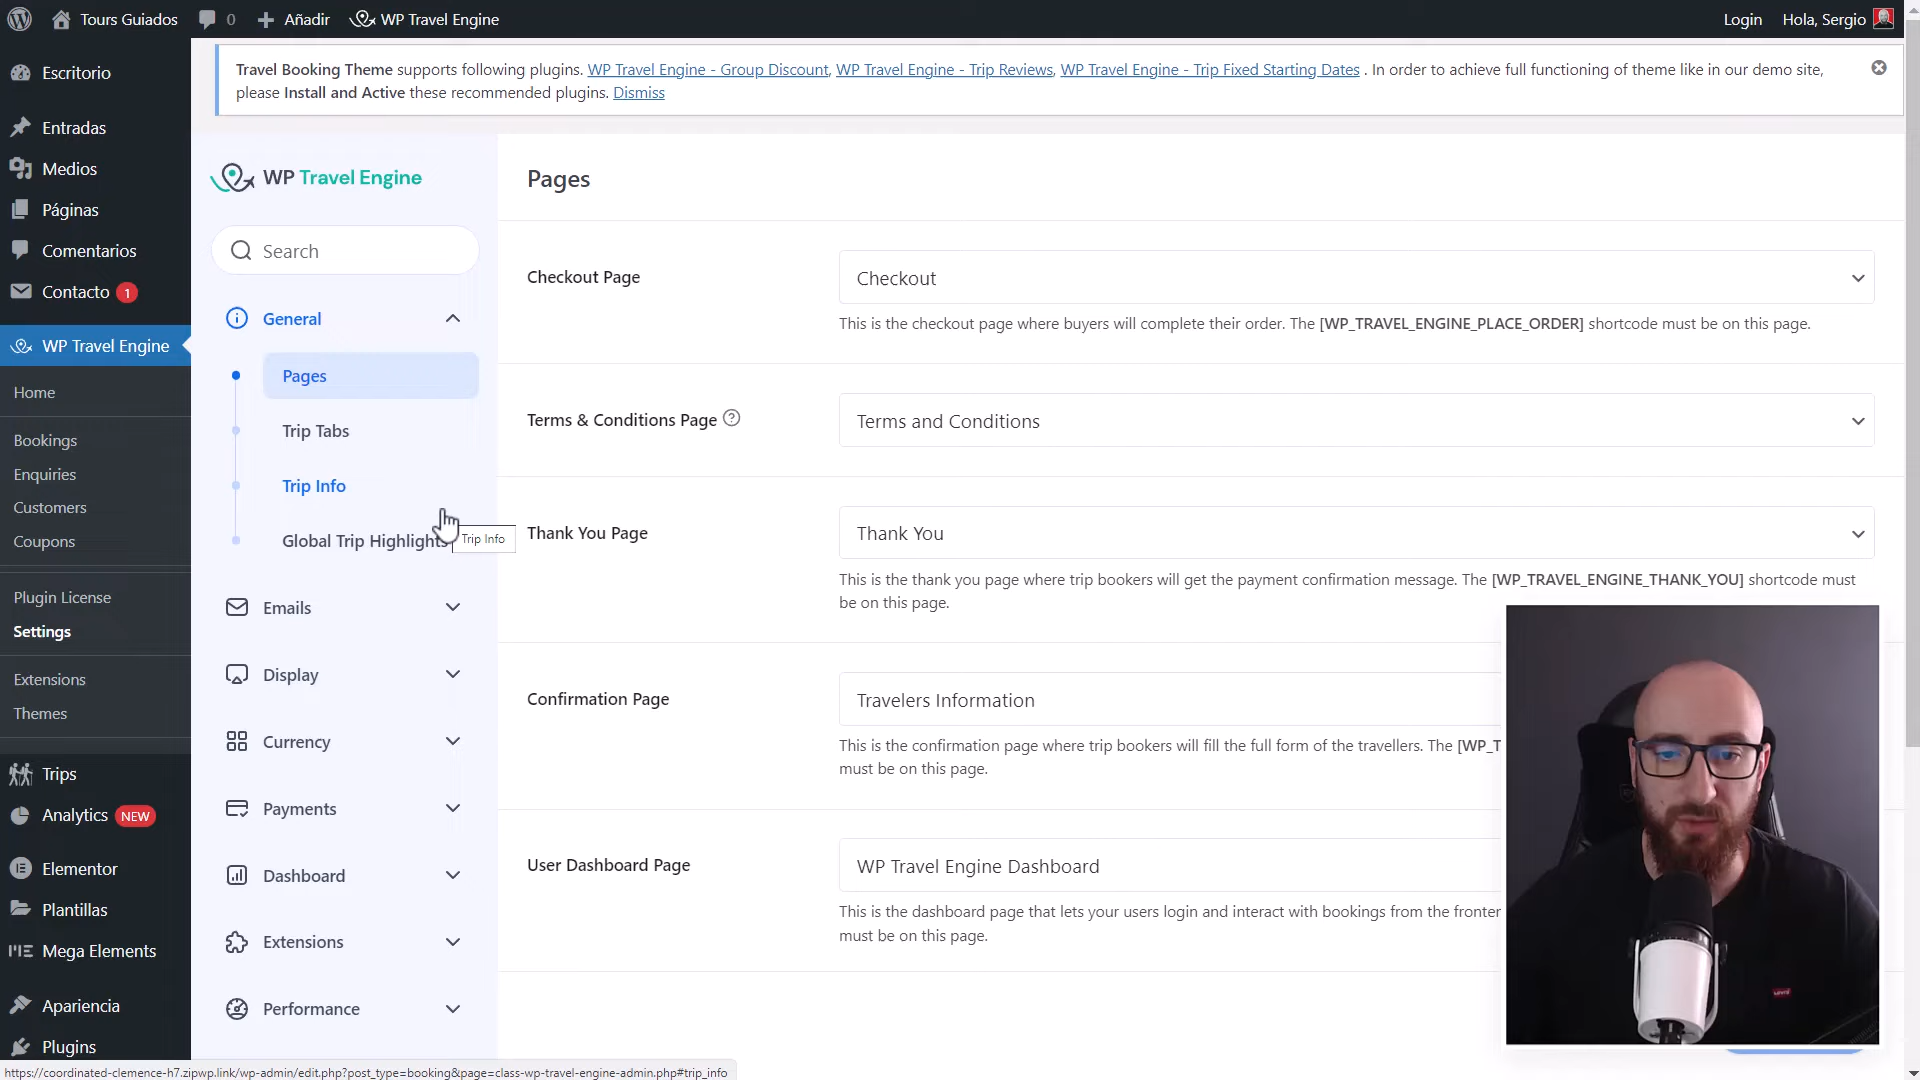 Tours Guiados
0
Añadir
WP Travel Engine
Login
Hola, Sergio
Escritorio
Entradas
Medios
Páginas
Comentarios
Contacto 1
WP Travel Engine
Home
Bookings
Enquiries
Customers
Coupons
Plugin License
Settings
Extensions
Themes
Trips
Analytics NEW
Elementor
Plantillas
Mega Elements
Apariencia
Plugins
Travel Booking Theme supports following plugins. WP Travel Engine - Group Discount, WP Travel Engine - Trip Reviews, WP Travel Engine - Trip Fixed Starting Dates . In order to achieve full functioning of theme like in our demo site,
please Install and Active these recommended plugins. Dismiss
WP Travel Engine
Search
General
Pages
Trip Tabs
Trip Info
Global Trip Highlights
Trip Info
Emails
Display
Currency
Payments
Dashboard
Extensions
Performance
Pages
Checkout Page
Checkout
This is the checkout page where buyers will complete their order. The [WP_TRAVEL_ENGINE_PLACE_ORDER] shortcode must be on this page.
Terms & Conditions Page ?
Terms and Conditions
Thank You Page
Thank You
This is the thank you page where trip bookers will get the payment confirmation message. The [WP_TRAVEL_ENGINE_THANK_YOU] shortcode must
be on this page.
Confirmation Page
Travelers Information
This is the confirmation page where trip bookers will fill the full form of the travellers. The [WP_T
must be on this page.
User Dashboard Page
WP Travel Engine Dashboard
This is the dashboard page that lets your users login and interact with bookings from the fronter
must be on this page.
https://coordinated-clemence-h7.zipwp.link/wp-admin/edit.php?post_type=booking&page=class-wp-travel-engine-admin.php#trip_info